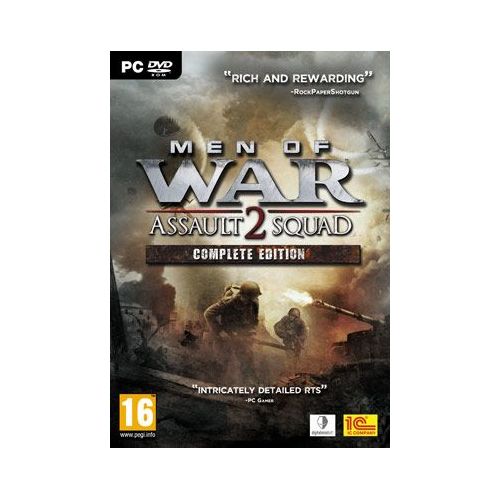 PC DVD
ROM
"RICH AND REWARDING"
-ROCKPAPERSHOTGUN
MEN OF
WAR
ASSAULT 2 SQUAD
COMPLETE EDITION
"INTRICATELY DETAILED RTS"
-PC GAMER
16
www.pegi.info
1C
1C COMPANY